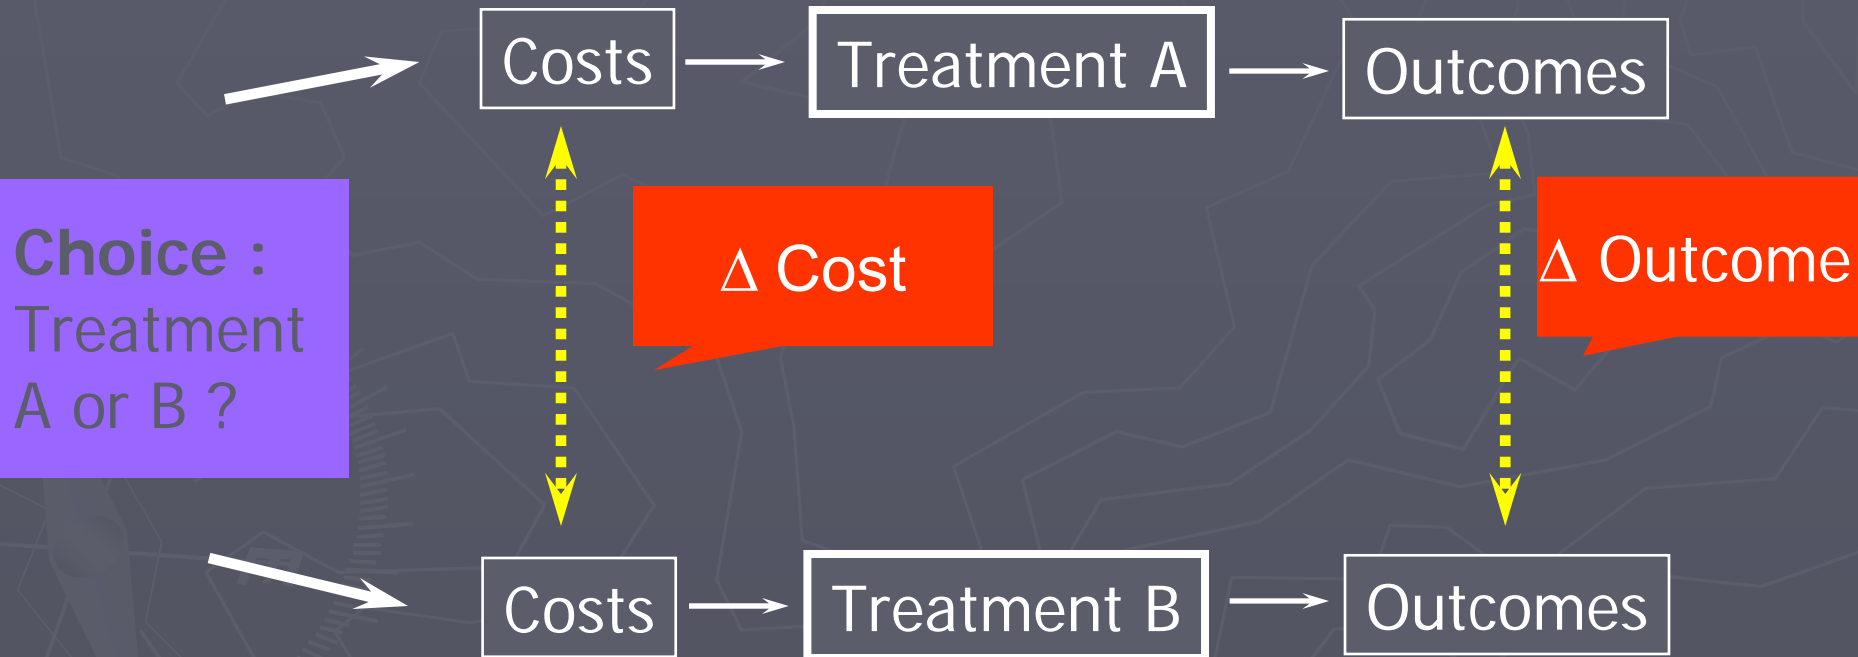 Costs
Treatment A
Outcomes
Choice :
Treatment
A or B ?
Δ Cost
Δ Outcome
Costs
Treatment B
Outcomes